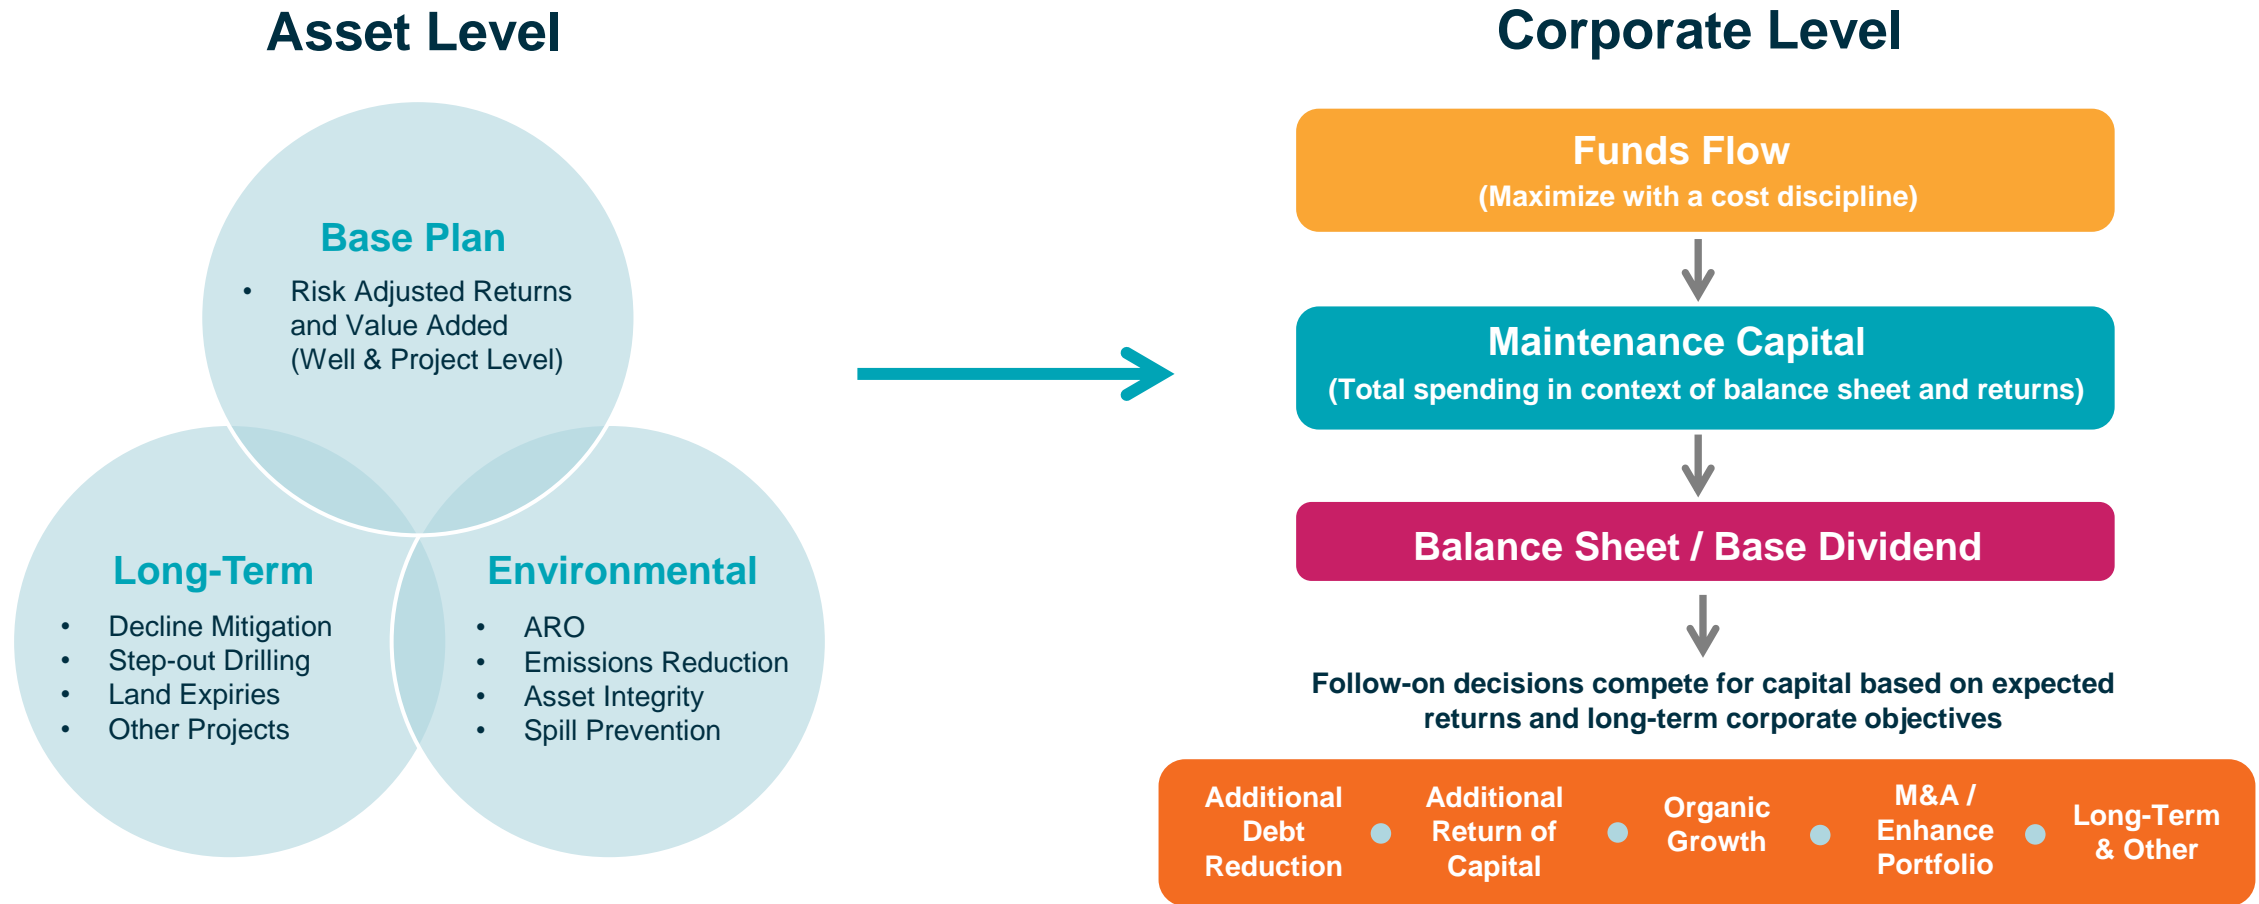 Asset Level
Base Plan
• Risk Adjusted Returns
and Value Added
(Well & Project Level)
Long-Term
• Decline Mitigation
• Step-out Drilling
• Land Expiries
• Other Projects
Environmental
• ARO
• Emissions Reduction
• Asset Integrity
• Spill Prevention
Corporate Level
Funds Flow
(Maximize with a cost discipline)
Maintenance Capital
(Total spending in context of balance sheet and returns)
Balance Sheet / Base Dividend
Follow-on decisions compete for capital based on expected
returns and long-term corporate objectives
Additional
Debt
Reduction
Additional
Return of
Capital
Organic
Growth
M&A /
Enhance
Portfolio
Long-Term
& Other